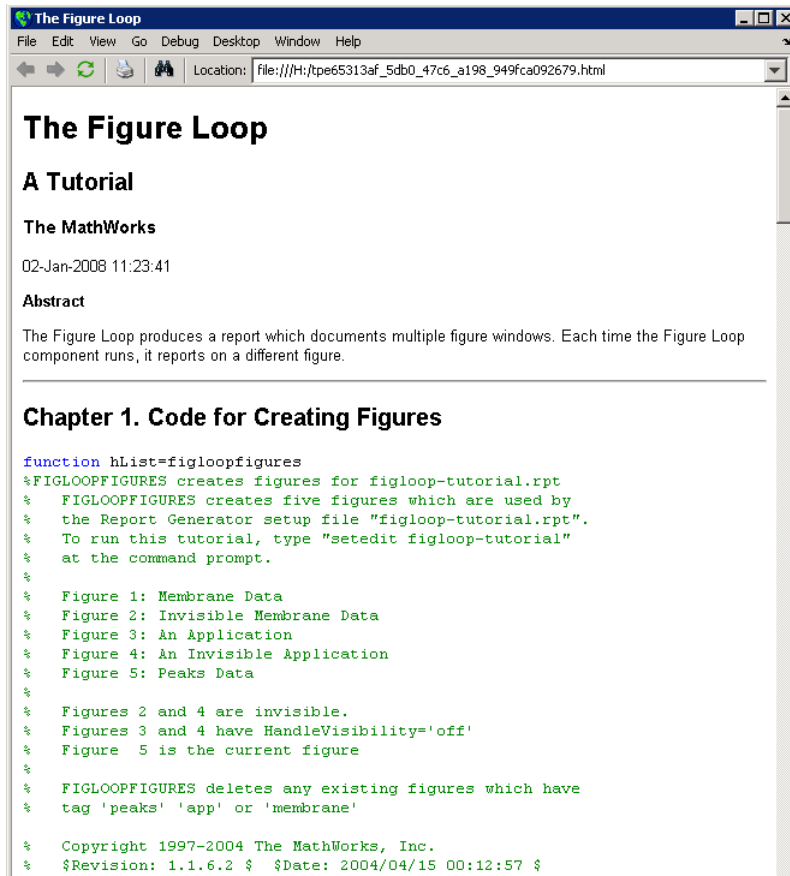 The Figure Loop
File Edit View Go Debug Desktop Window Help
Location: file:///H:/tpe65313af_5db0_47c6_a198_949fca092679.html
The Figure Loop
A Tutorial
The MathWorks
02-Jan-2008 11:23:41
Abstract
The Figure Loop produces a report which documents multiple figure windows. Each time the Figure Loop
component runs, it reports on a different figure.
Chapter 1. Code for Creating Figures
function hList=figloopfigures
%FIGLOOPFIGURES creates figures for figloop-tutorial.rpt
%   FIGLOOPFIGURES creates five figures which are used by
%   the Report Generator setup file "figloop-tutorial.rpt".
%   To run this tutorial, type "setedit figloop-tutorial"
%   at the command prompt.
%
%   Figure 1: Membrane Data
%   Figure 2: Invisible Membrane Data
%   Figure 3: An Application
%   Figure 4: An Invisible Application
%   Figure 5: Peaks Data
%
%   Figures 2 and 4 are invisible.
%   Figures 3 and 4 have HandleVisibility='off'
%   Figure  5 is the current figure
%
%   FIGLOOPFIGURES deletes any existing figures which have
%   tag 'peaks' 'app' or 'membrane'
%   Copyright 1997-2004 The MathWorks, Inc.
%   $Revision: 1.1.6.2 $  $Date: 2004/04/15 00:12:57 $